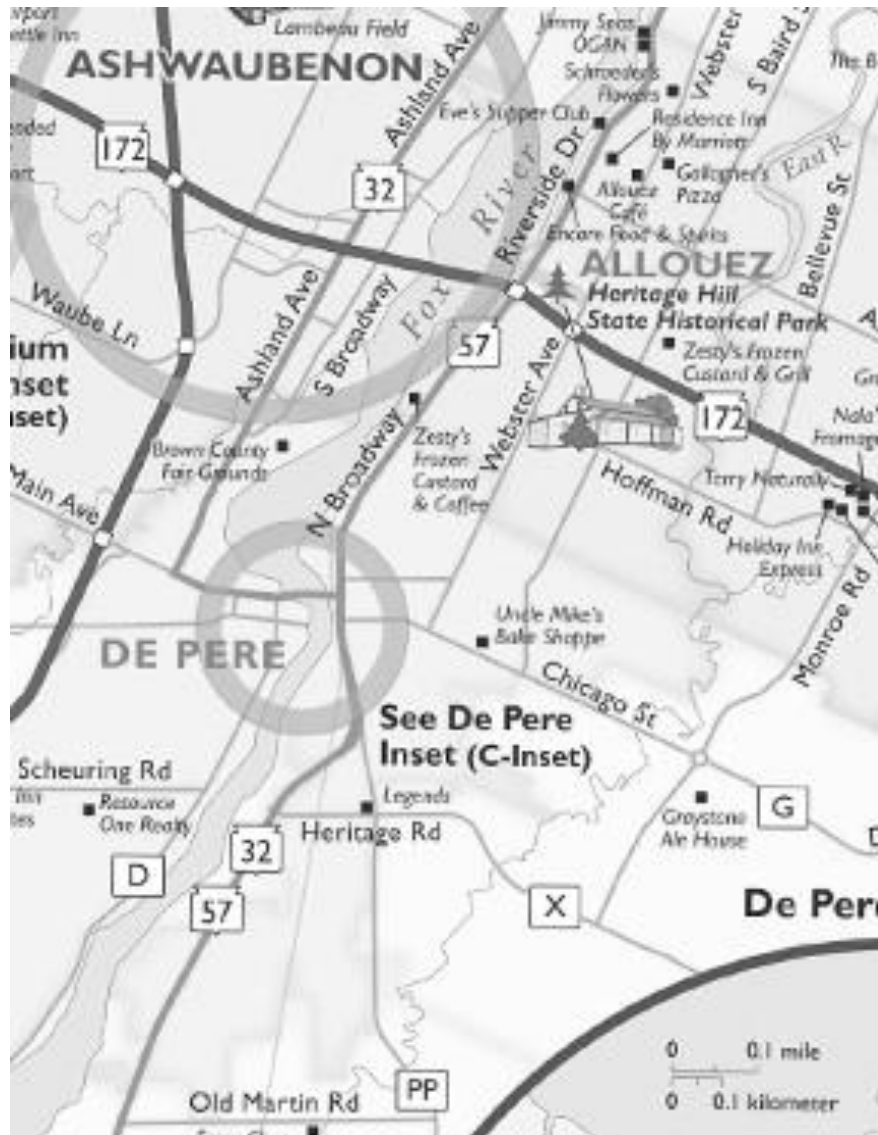 Lambeau Field
ASHWAUBENON
172
32
Ashland Ave
Jimmy Seas
OGAN
Schroeder's
Flowers
Webster
S Baird
The B
Eve's Supper Club
Residence Inn
By Marriott
Gallagher's
Pizza
Allouez
Café
East R
Riverside Dr
Fox River
Encore Food & Spirits
Bellevue St
ALLOUEZ
Heritage Hill
State Historical Park
Waube Ln
Ashland Ave
S Broadway
57
Webster Ave
Zesty's Frozen
Custard & Grill
172
Nala's
Fromage
Brown County
Fair Grounds
N Broadway
Zesty's
Frozen
Custard
& Coffee
Terry Naturally
Hoffman Rd
Holiday Inn
Express
Main Ave
Monroe Rd
Uncle Mike's
Bake Shoppe
DE PERE
Chicago St
See De Pere
Inset (C-Inset)
Scheuring Rd
Resource
One Realty
Legends
Heritage Rd
G
Graystone
Ale House
32
D
57
X
De Pere
0 0.1 mile
0 0.1 kilometer
PP
Old Martin Rd